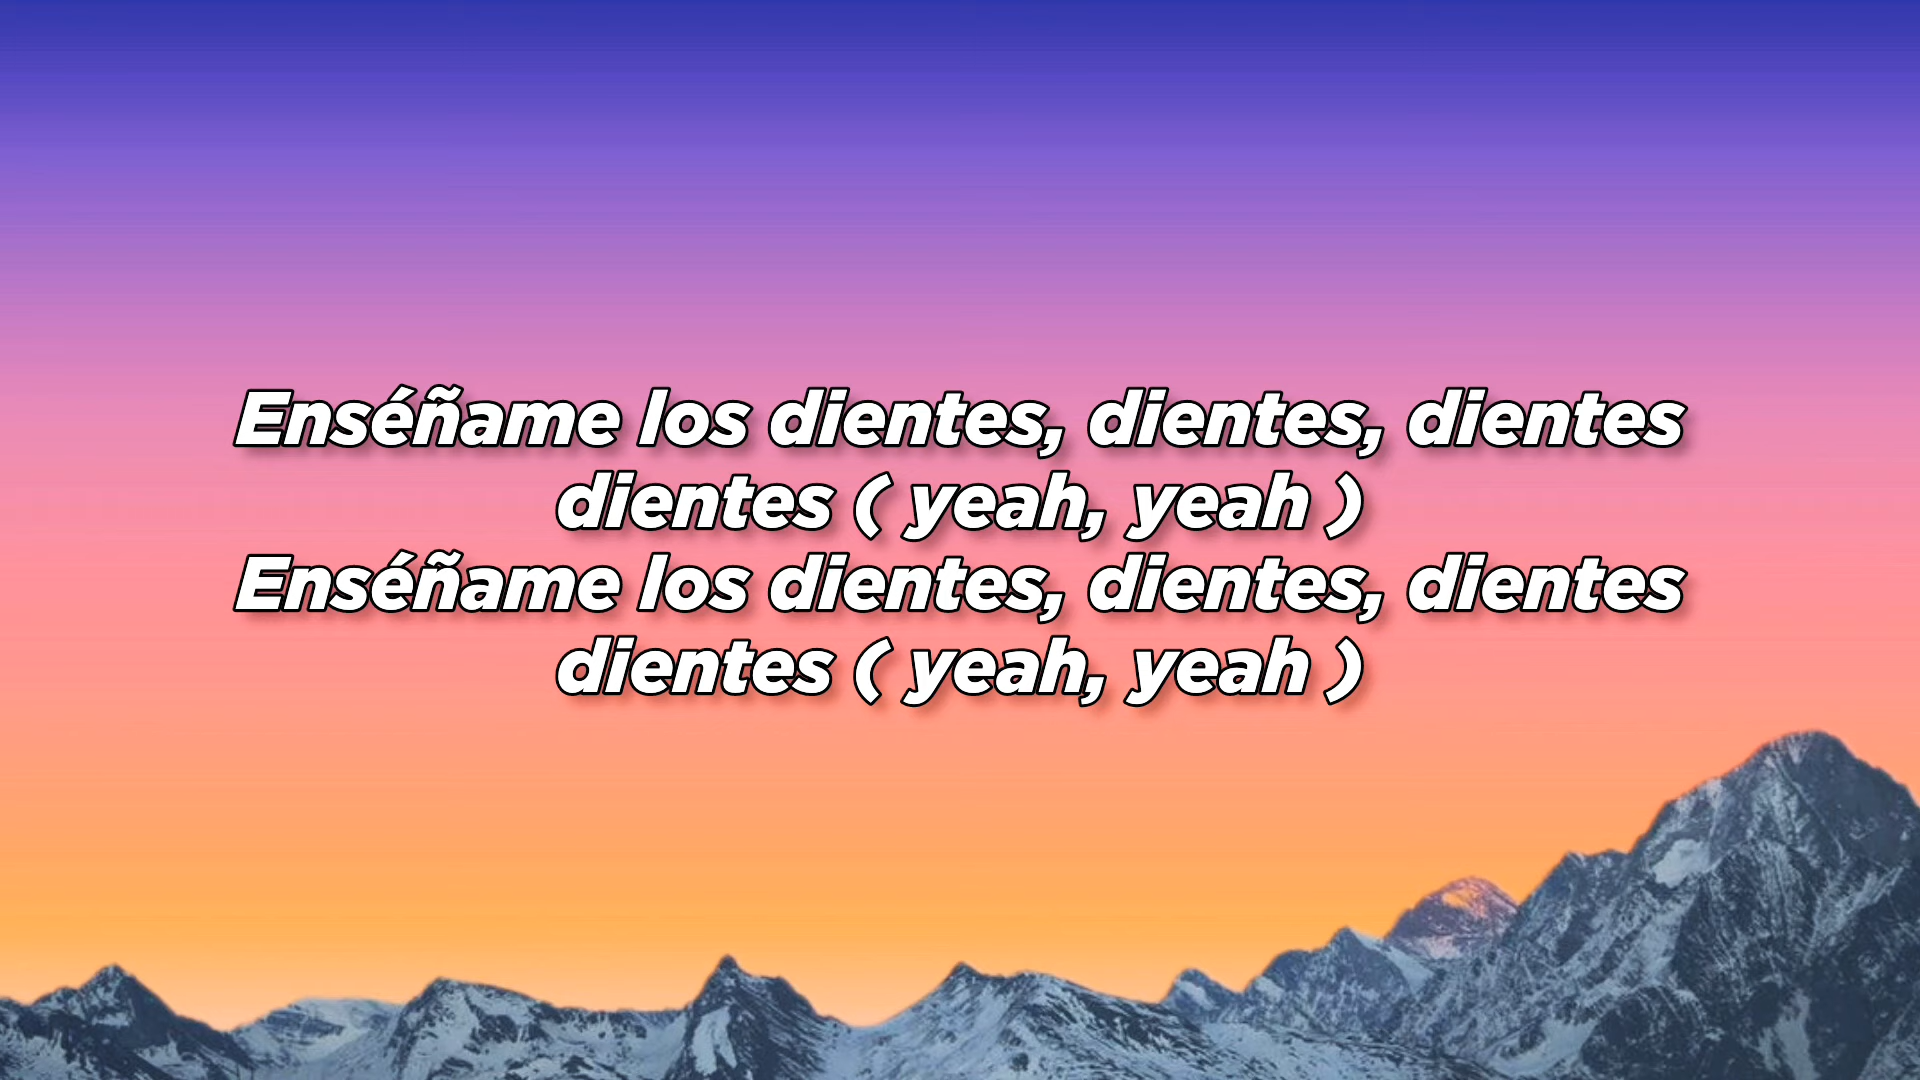 Enséñame los dientes, dientes, dientes
dientes ( yeah, yeah )
Enséñame los dientes, dientes, dientes
dientes ( yeah, yeah )